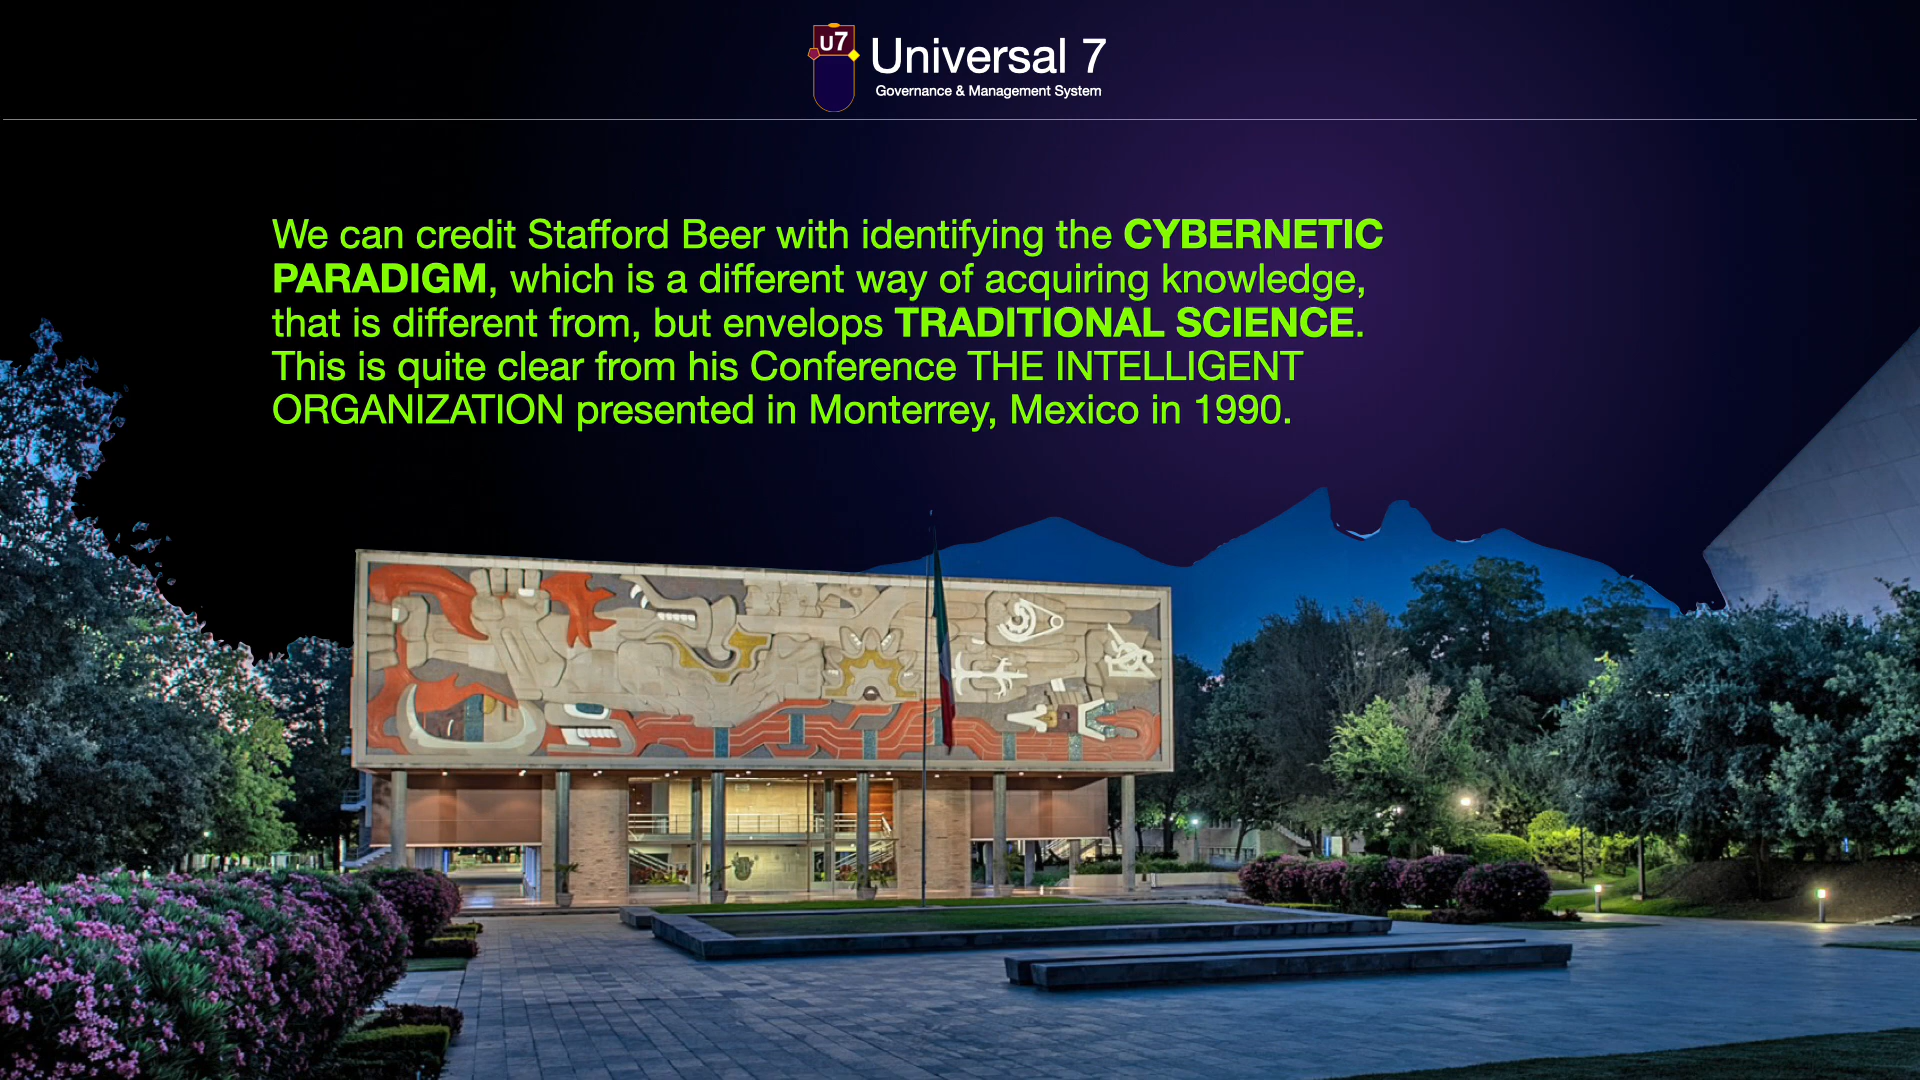 U7
Universal 7
Governance & Management System
We can credit Stafford Beer with identifying the CYBERNETIC
PARADIGM, which is a different way of acquiring knowledge,
that is different from, but envelops TRADITIONAL SCIENCE.
This is quite clear from his Conference THE INTELLIGENT
ORGANIZATION presented in Monterrey, Mexico in 1990.